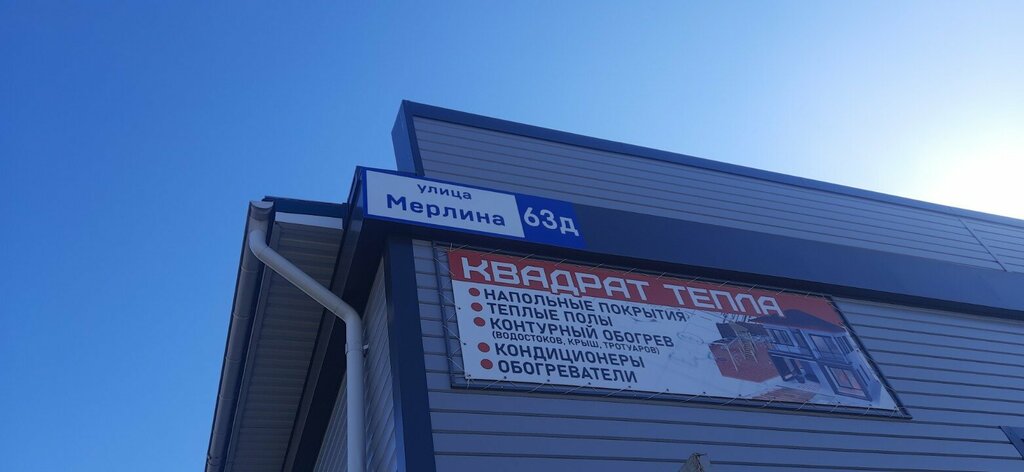 улица
Мерлина
63д
КВАДРАТ ТЕПЛА
НАПОЛЬНЫЕ ПОКРЫТИЯ
ТЕПЛЫЕ ПОЛЫ
КОНТУРНЫЙ ОБОГРЕВ
(ВОДОСТОКОВ, КРЫШ, ТРОТУАРОВ)
КОНДИЦИОНЕРЫ
ОБОГРЕВАТЕЛИ